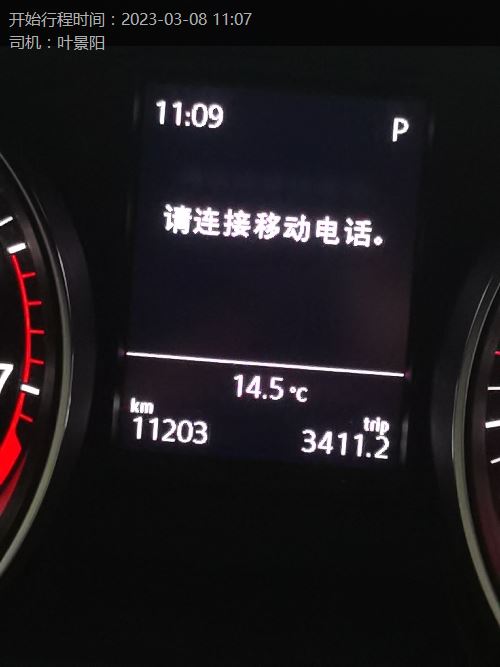 开始行程时间：2023-03-08 11:07
司机：叶景阳
11:09
P
请连接移动电话。
14.5°C
km
11203
trip
3411.2
7